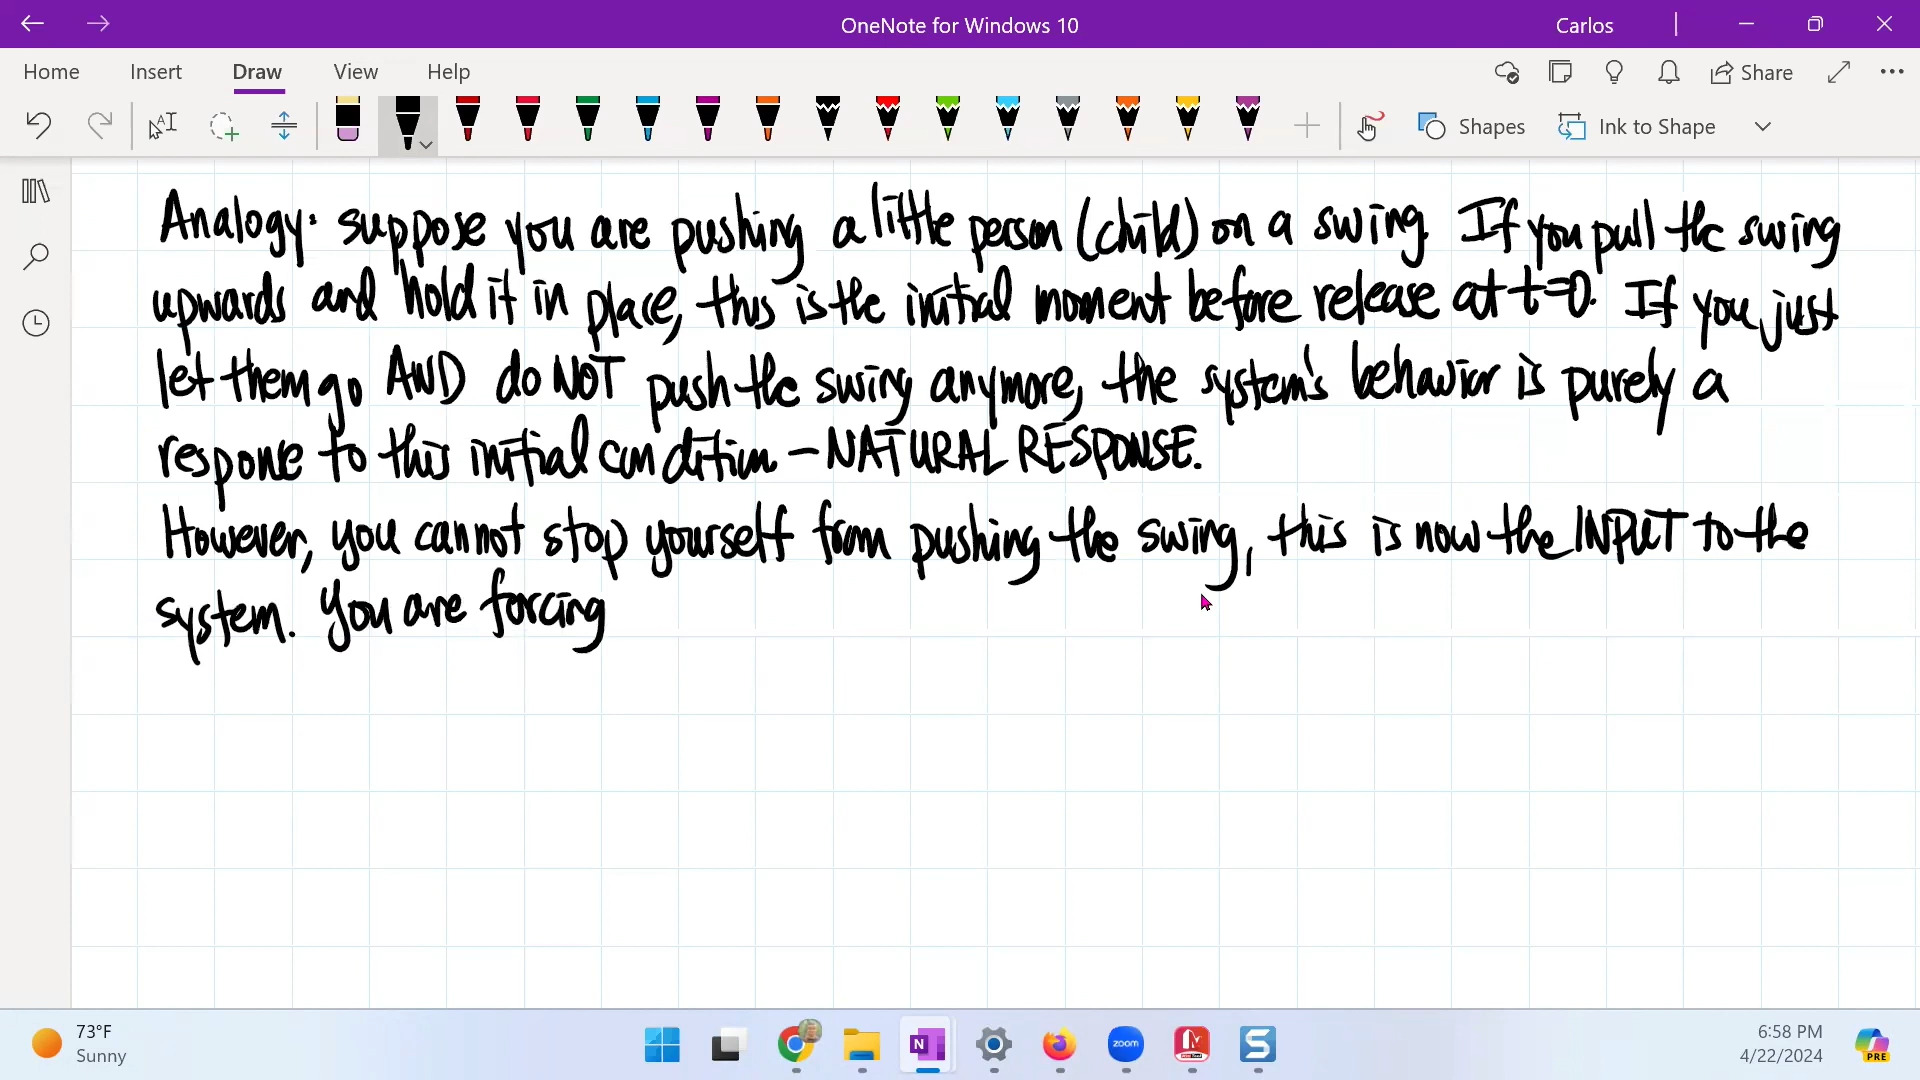 OneNote for Windows 10
Carlos
Home Insert Draw View Help
Share
Shapes
Ink to Shape
Analogy: suppose you are pushing a little person (child) on a swing. If you pull the swing
upwards and hold it in place, this is the initial moment before release at t=0. If you just
let them go AND do NOT push the swing anymore, the system's behavior is purely a
response to this initial condition - NATURAL RESPONSE.
However, you cannot stop yourself from pushing the swing, this is now the INPUT to the
system. You are forcing
73°F
Sunny
N
zoom
S
6:58 PM
4/22/2024
PRE